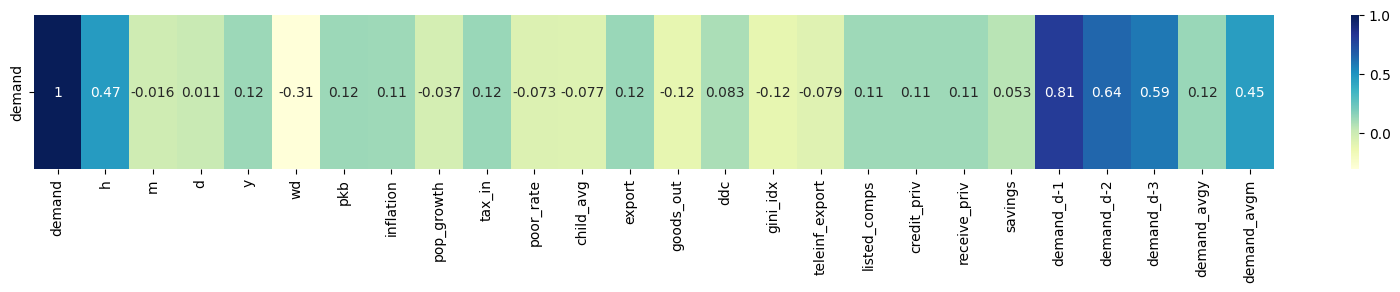 demand
1 0.47 -0.016 0.011 0.12 -0.31 0.12 0.11 -0.037 0.12 -0.073 -0.077 0.12 -0.12 0.083 -0.12 -0.079 0.11 0.11 0.11 0.053 0.81 0.64 0.59 0.12 0.45
demand
h
m
d
y
wd
pkb
inflation
pop_growth
tax_in
poor_rate
child_avg
export
goods_out
ddc
gini_idx
teleinf_export
listed_comps
credit_priv
receive_priv
savings
demand_d-1
demand_d-2
demand_d-3
demand_avgy
demand_avgm
1.0
0.5
0.0